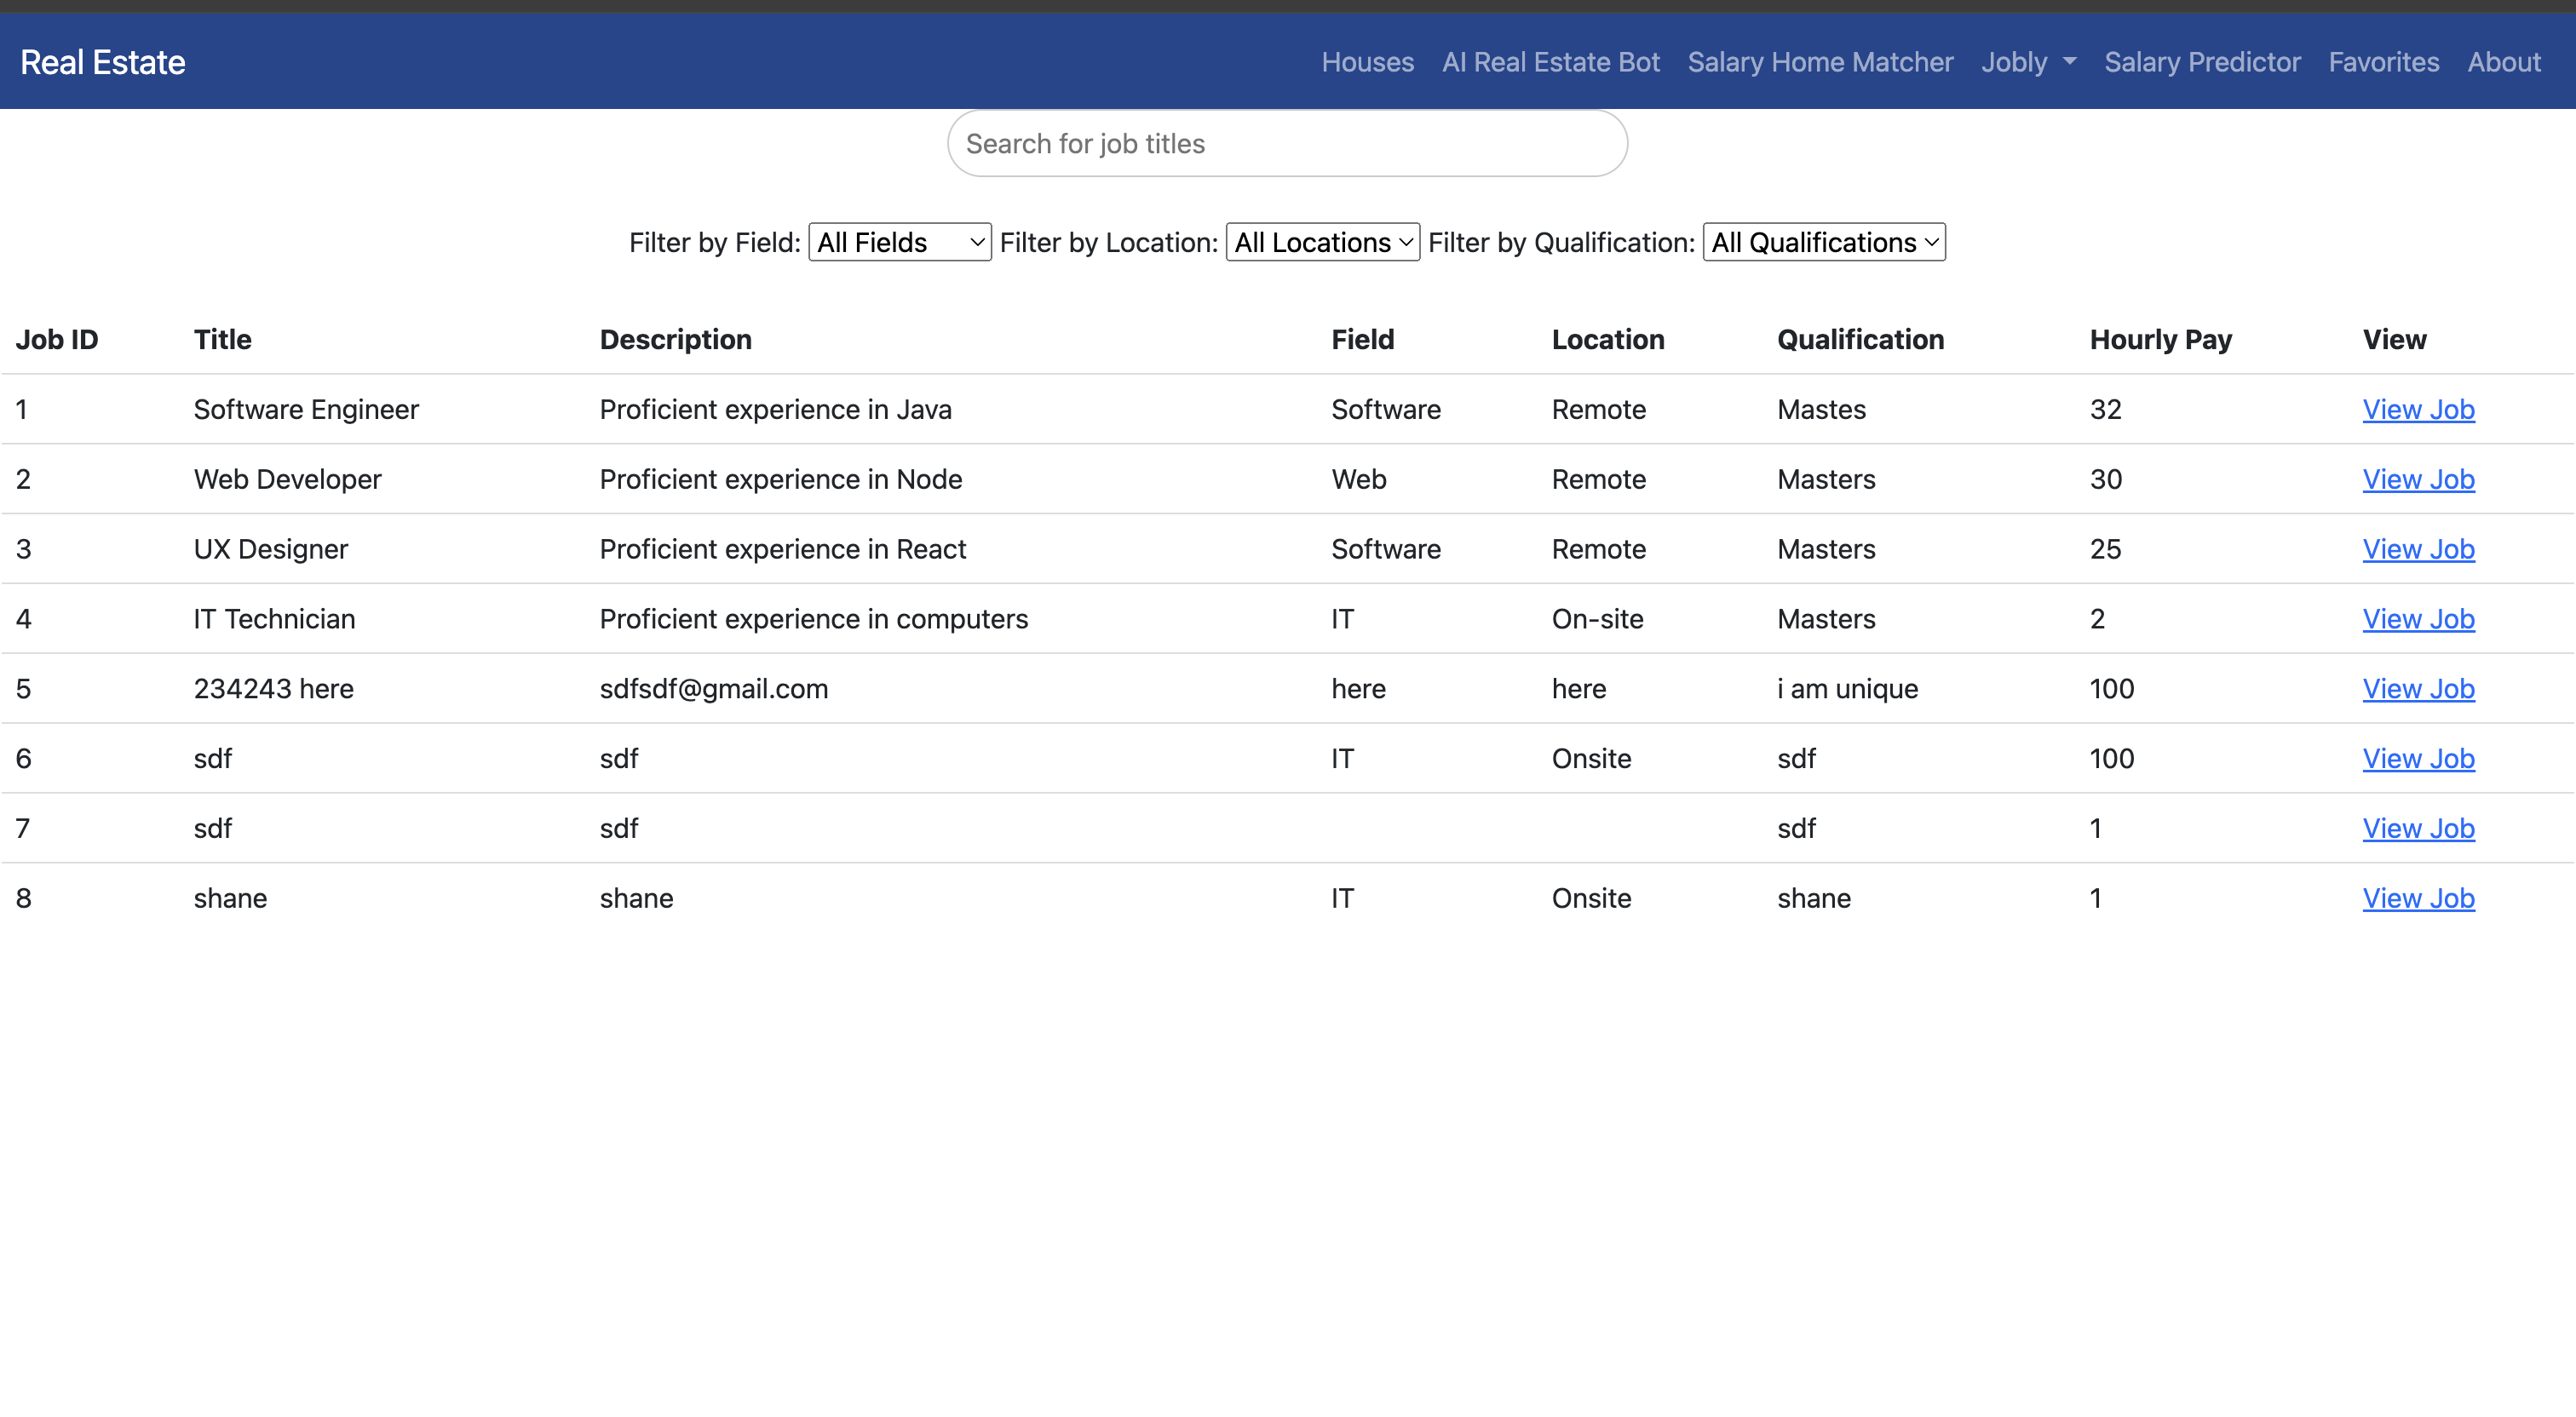 Real Estate Houses AI Real Estate Bot Salary Home Matcher Jobly Salary Predictor Favorites About
Search for job titles
Filter by Field: All Fields Filter by Location: All Locations Filter by Qualification: All Qualifications
Job ID Title Description Field Location Qualification Hourly Pay View
1 Software Engineer Proficient experience in Java Software Remote Mastes 32 View Job
2 Web Developer Proficient experience in Node Web Remote Masters 30 View Job
3 UX Designer Proficient experience in React Software Remote Masters 25 View Job
4 IT Technician Proficient experience in computers IT On-site Masters 2 View Job
5 234243 here sdfsdf@gmail.com here here i am unique 100 View Job
6 sdf sdf IT Onsite sdf 100 View Job
7 sdf sdf sdf 1 View Job
8 shane shane IT Onsite shane 1 View Job